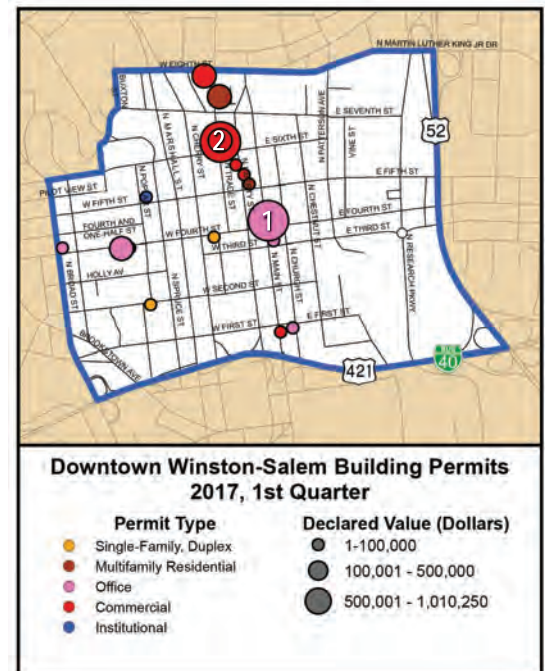 N MARTIN LUTHER KING JR DR
W EIGHTH ST
BUXTON
N MARSHALL ST
N CHERRY ST
N PATTERSON AVE
E SEVENTH ST
VINE ST
52
2
E SIXTH ST
TRADE ST
E FIFTH ST
PILOT VIEW ST
W FIFTH ST
N CHESTNUT ST
1
E FOURTH ST
FOURTH AND
ONE-HALF ST
W FOURTH ST
E THIRD ST
W THIRD ST
N BROAD ST
HOLLY AV
N SPRUCE ST
N MAIN ST
N CHURCH ST
N RESEARCH PKWY
W SECOND ST
W FIRST ST
E FIRST ST
BROOKSTOWN AVE
421
40
Downtown Winston-Salem Building Permits
2017, 1st Quarter
Permit Type
Single-Family, Duplex
Multifamily Residential
Office
Commercial
Institutional
Declared Value (Dollars)
1-100,000
100,001 - 500,000
500,001 - 1,010,250